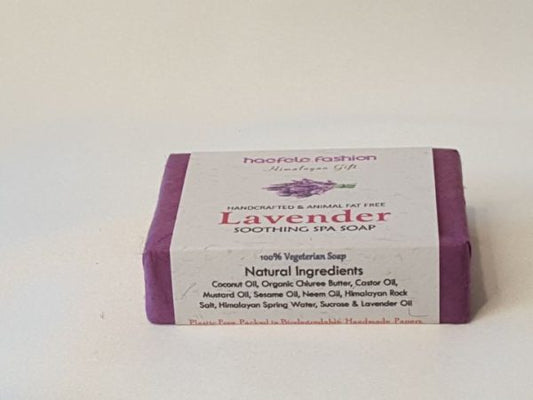 haefele fashion
Himalayan Gift
HANDCRAFTED & ANIMAL FAT FREE
Lavender
SOOTHING SPA SOAP
100% Vegeterian Soap
Natural Ingredients
Coconut Oil, Organic Chiuree Butter, Castor Oil,
Mustard Oil, Sesame Oil, Neem Oil, Himalayan Rock
Salt, Himalayan Spring Water, Sucrose & Lavender Oil
Plastic Free, Packed in Biodegradable Handmade Papers